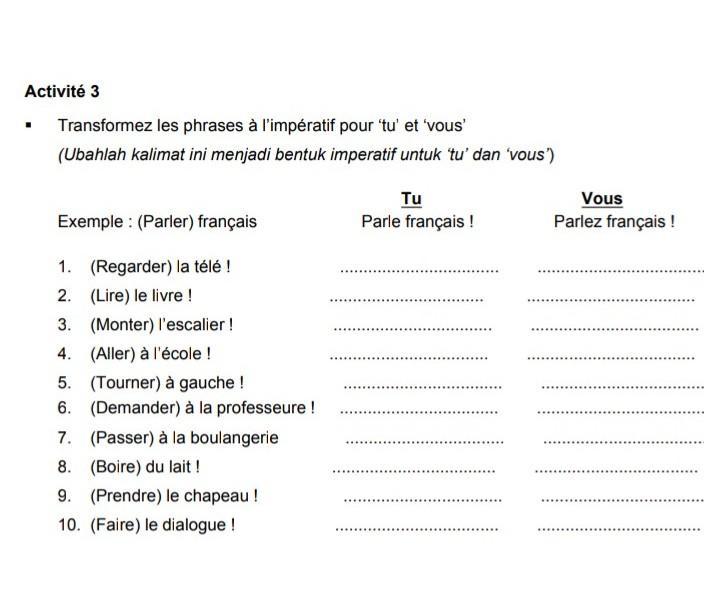 Activité 3
▪ Transformez les phrases à l'impératif pour 'tu' et 'vous'
(Ubahlah kalimat ini menjadi bentuk imperatif untuk 'tu' dan 'vous')
Tu Vous
Exemple : (Parler) français Parle français ! Parlez français !
1. (Regarder) la télé ! ........................................ ........................................
2. (Lire) le livre ! ........................................ ........................................
3. (Monter) l'escalier ! ........................................ ........................................
4. (Aller) à l'école ! ........................................ ........................................
5. (Tourner) à gauche ! ........................................ ........................................
6. (Demander) à la professeure ! ........................................ ........................................
7. (Passer) à la boulangerie ........................................ ........................................
8. (Boire) du lait ! ........................................ ........................................
9. (Prendre) le chapeau ! ........................................ ........................................
10. (Faire) le dialogue ! ........................................ ........................................